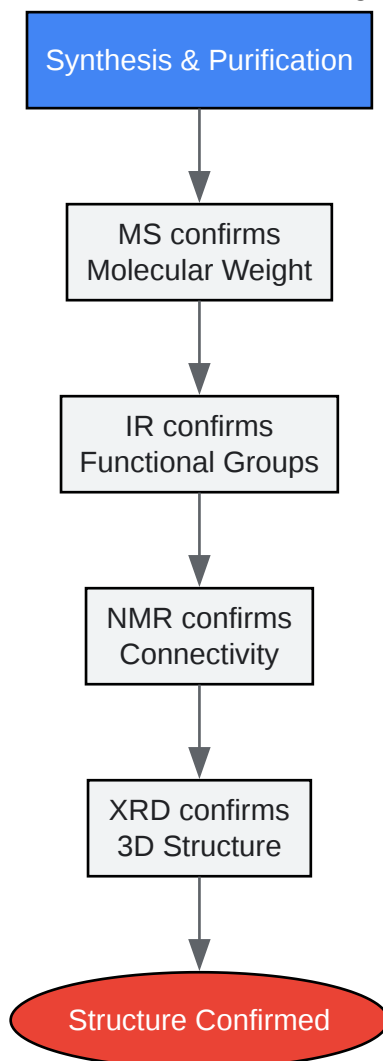 Synthesis & Purification
MS confirms
Molecular Weight
IR confirms
Functional Groups
NMR confirms
Connectivity
XRD confirms
3D Structure
Structure Confirmed